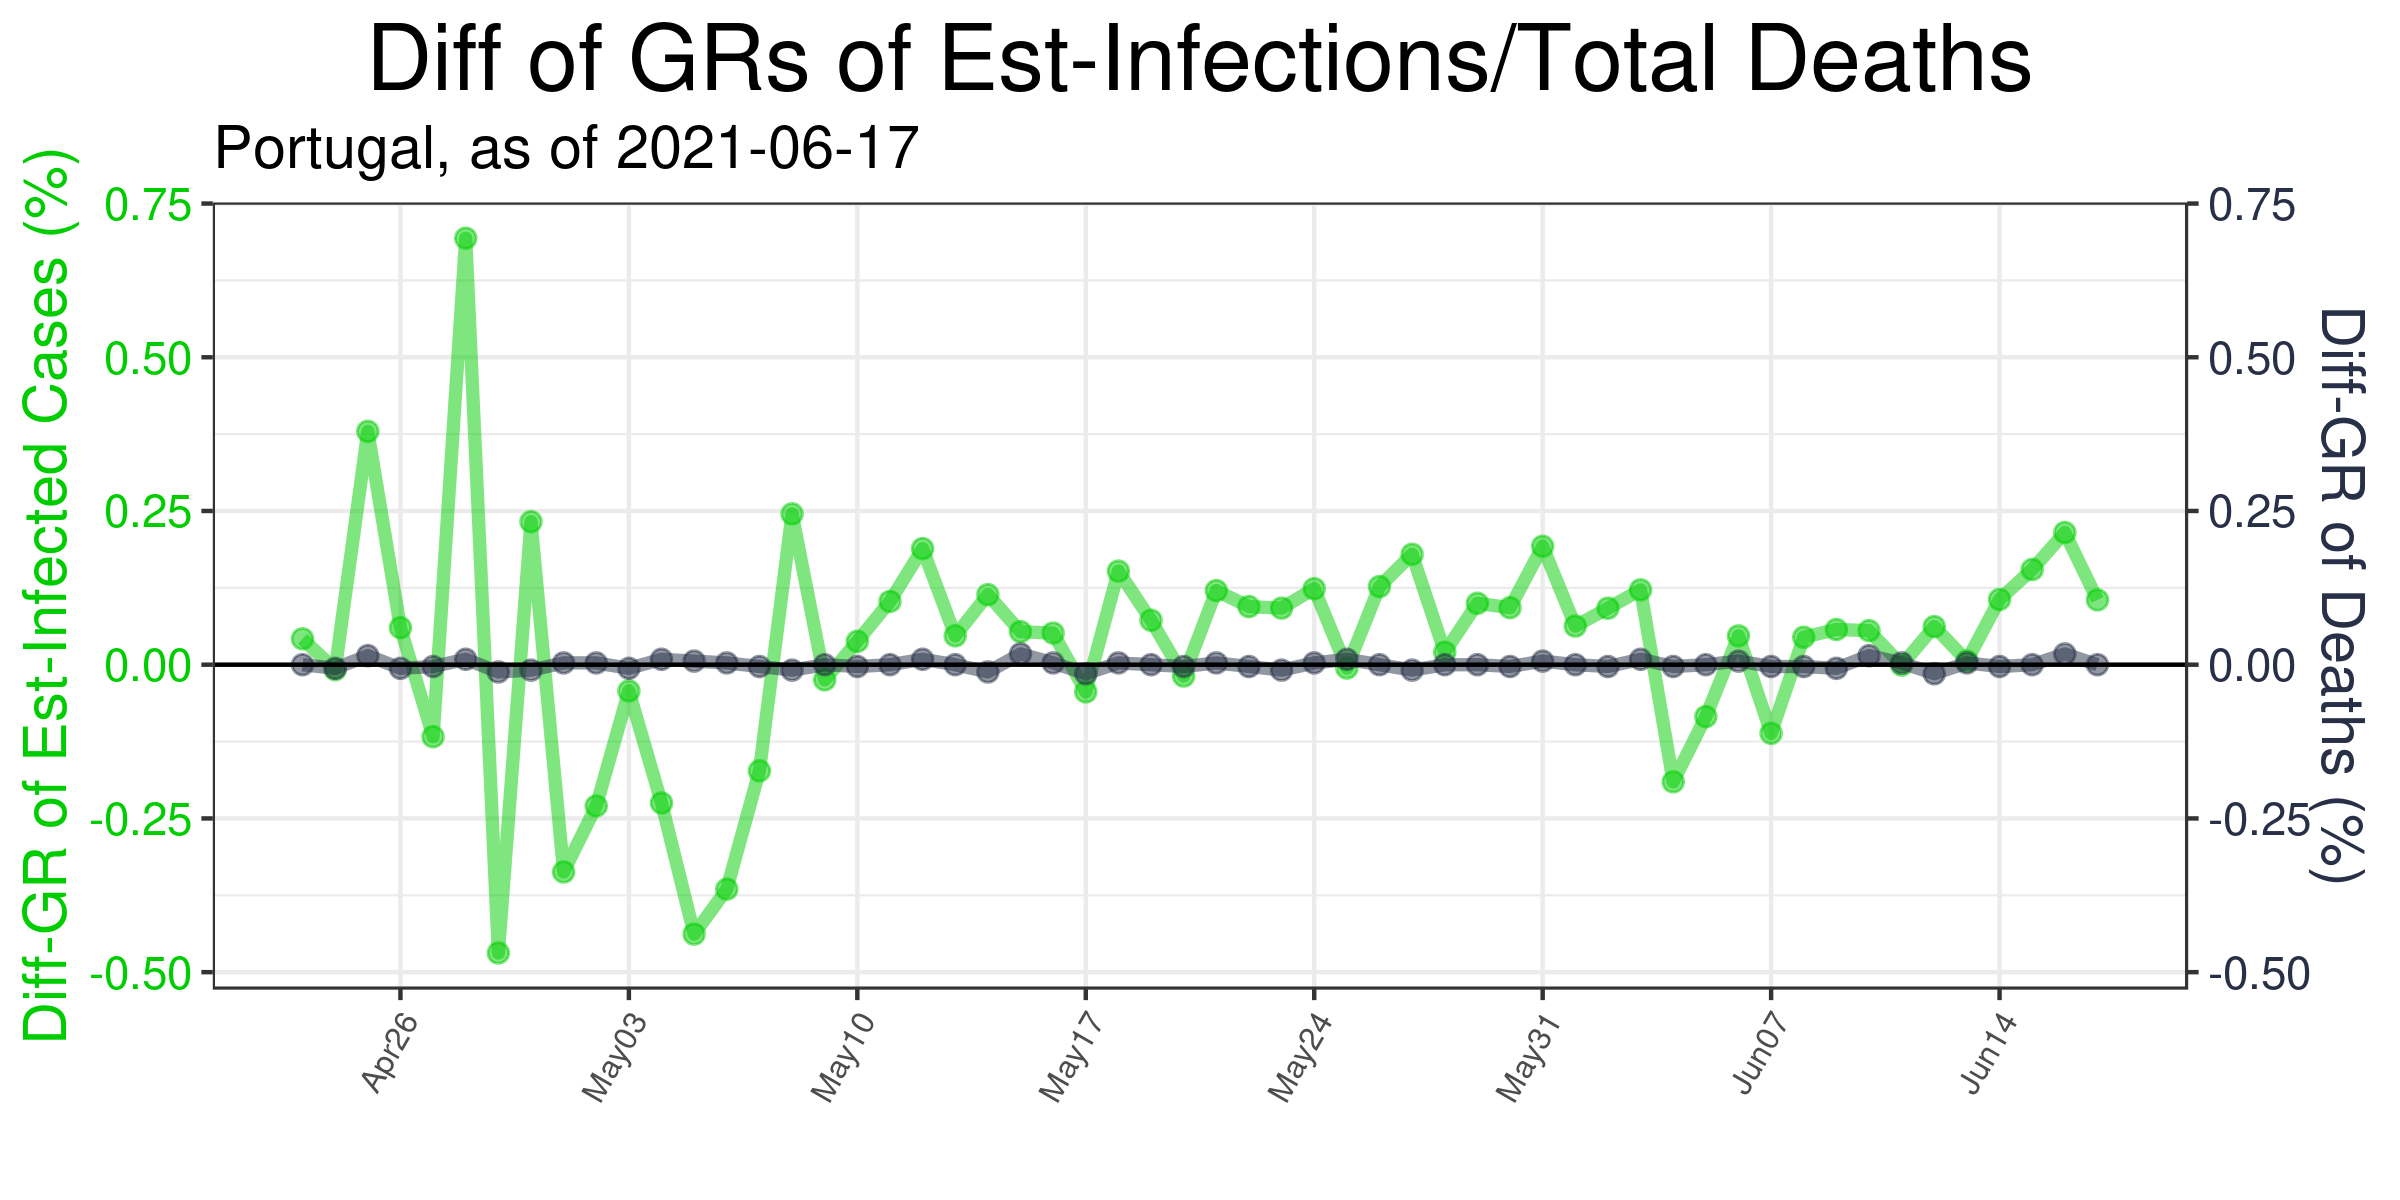 Diff of GRs of Est-Infections/Total Deaths
Portugal, as of 2021-06-17
Diff-GR of Est-Infected Cases (%)
0.75
0.50
0.25
0.00
-0.25
-0.50
0.75
0.50
0.25
0.00
-0.25
-0.50
Diff-GR of Deaths (%)
Apr26
May03
May10
May17
May24
May31
Jun07
Jun14